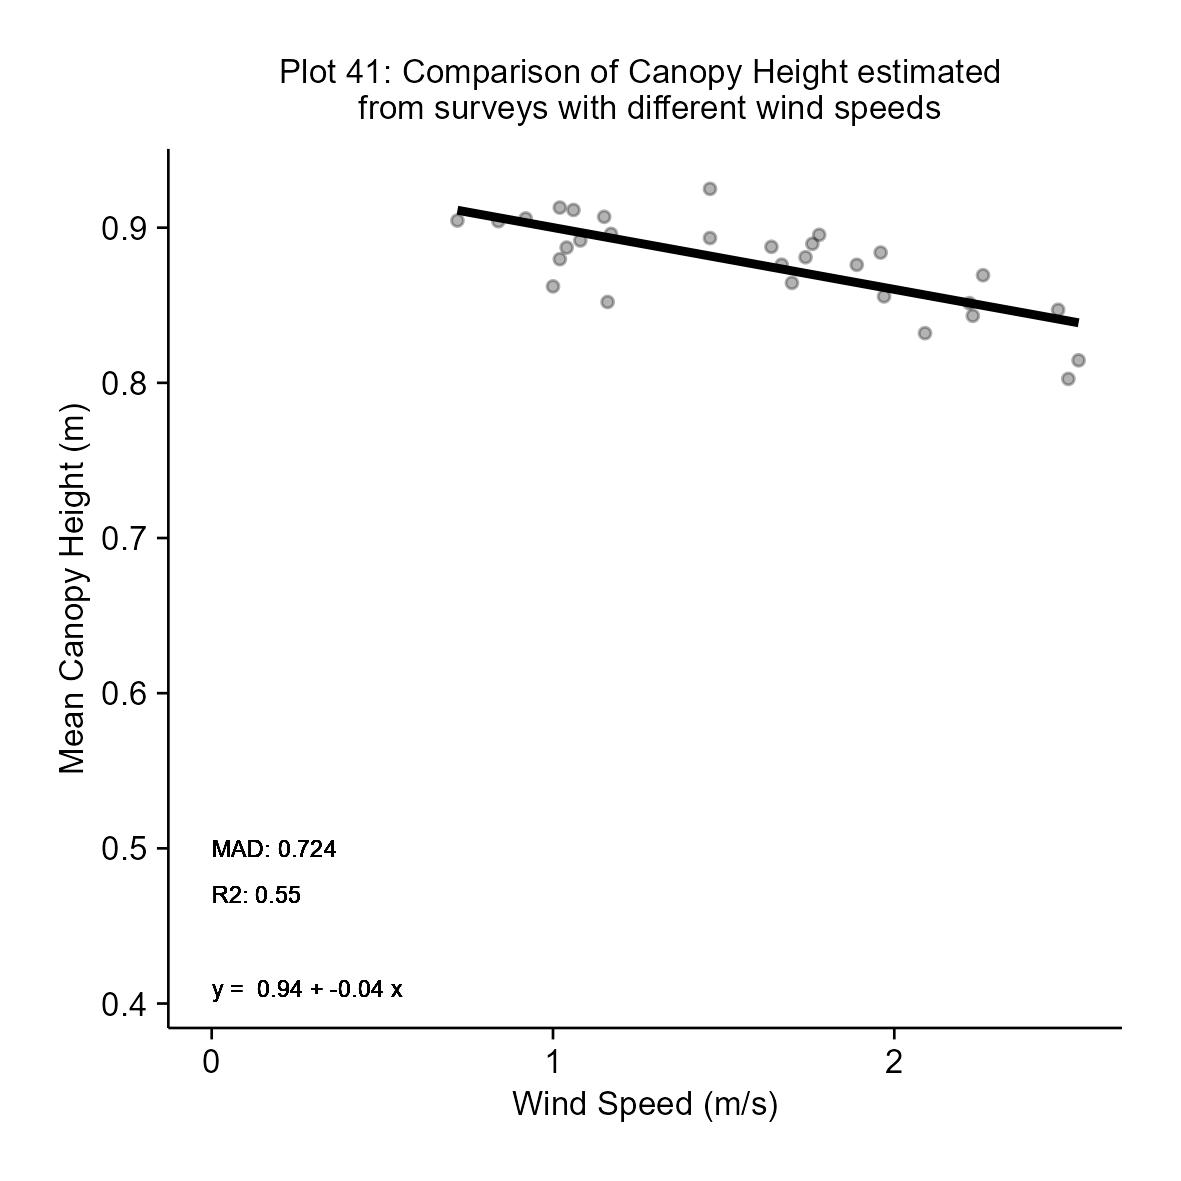 Plot 41: Comparison of Canopy Height estimated
from surveys with different wind speeds
Mean Canopy Height (m)
0.9
0.8
0.7
0.6
0.5
0.4
MAD: 0.724
R2: 0.55
y =  0.94 + -0.04 x
0 1 2
Wind Speed (m/s)